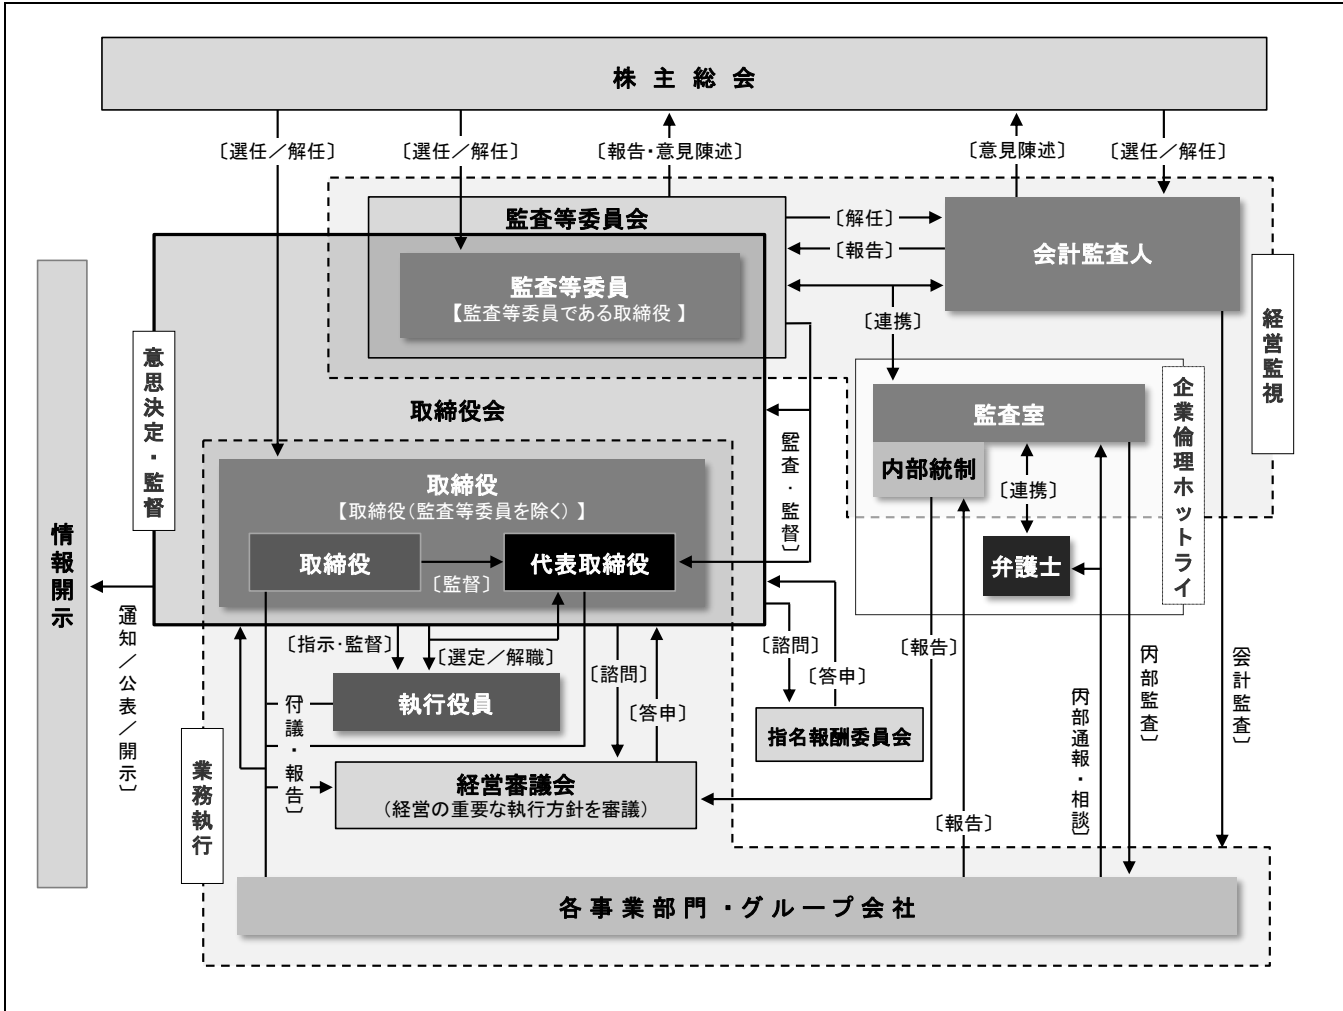 株主総会
〔選任／解任〕
〔選任／解任〕
〔報告・意見陳述〕
〔意見陳述〕
〔選任／解任〕
監査等委員会
監査等委員
【監査等委員である取締役 】
〔解任〕
〔報告〕
〔連携〕
会計監査人
経営監視
意思決定・監督
取締役会
取締役
【取締役（監査等委員を除く） 】
取締役
〔監督〕
代表取締役
〔監査・監督〕
監査室
内部統制
〔連携〕
弁護士
企業倫理ホットライ
情報開示
〔通知／公表／開示〕
〔指示・監督〕
〔選定／解職〕
〔諮問〕
〔答申〕
〔諮問〕
〔答申〕
〔報告〕
執行役員
〔付議・報告〕
指名報酬委員会
経営審議会
（経営の重要な執行方針を審議）
業務執行
〔報告〕
〔内部通報・相談〕
〔内部監査〕
〔会計監査〕
各事業部門・グループ会社